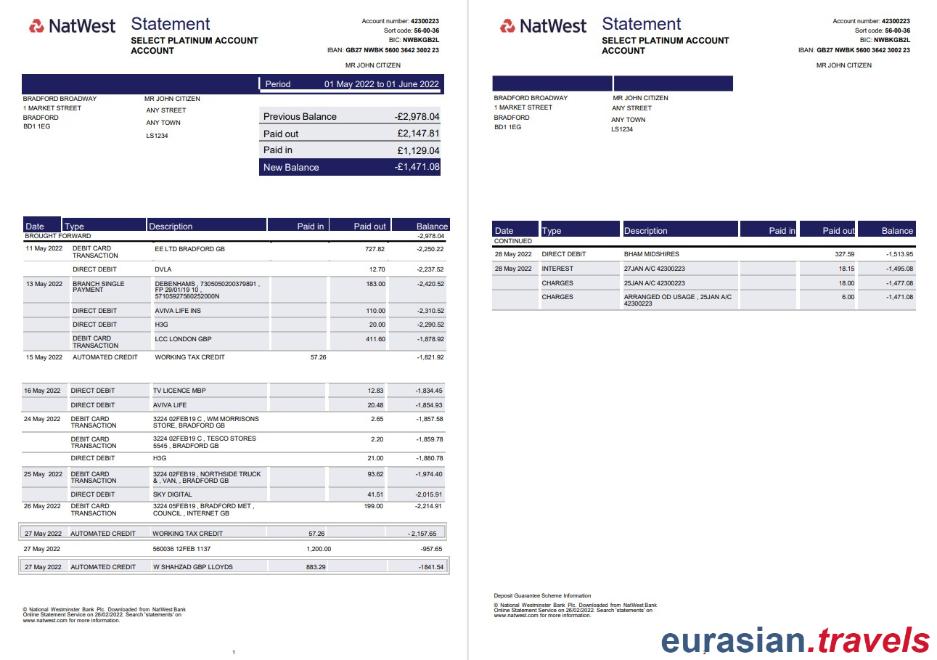 NatWest
Statement
SELECT PLATINUM ACCOUNT
ACCOUNT
Account number: 42300223
Sort code: 56-00-36
BIC: NWBKGB2L
IBAN: GB27 NWBK 5600 3642 3002 23
MR JOHN CITIZEN
Period 01 May 2022 to 01 June 2022
BRADFORD BROADWAY
1 MARKET STREET
BRADFORD
BD1 1EG
MR JOHN CITIZEN
ANY STREET
ANY TOWN
LS1234
Previous Balance -£2,978.04
Paid out £2,147.81
Paid in £1,129.04
New Balance -£1,471.08
Date Type Description Paid in Paid out Balance
BROUGHT FORWARD -2,978.04
11 May 2022 DEBIT CARD EE LTD BRADFORD GB 727.82 -2,250.22
TRANSACTION
DIRECT DEBIT DVLA 12.70 -2,237.52
13 May 2022 BRANCH SINGLE DEBENHAMS , 7305050200379891 , 183.00 -2,420.52
PAYMENT FP 29/01/19 10 ,
57105927560252000N
DIRECT DEBIT AVIVA LIFE INS 110.00 -2,310.52
DIRECT DEBIT H3G 20.00 -2,290.52
DEBIT CARD LCC LONDON GBP 411.60 -1,878.92
TRANSACTION
15 May 2022 AUTOMATED CREDIT WORKING TAX CREDIT 57.26 -1,821.92
16 May 2022 DIRECT DEBIT TV LICENCE MBP 12.83 -1,834.45
DIRECT DEBIT AVIVA LIFE 20.48 -1,854.93
24 May 2022 DEBIT CARD 3224 02FEB19 C , WM MORRISONS 2.65 -1,857.58
TRANSACTION STORE, BRADFORD GB
DEBIT CARD 3224 02FEB19 C , TESCO STORES 2.20 -1,859.78
TRANSACTION 5545 , BRADFORD GB
DIRECT DEBIT H3G 21.00 -1,880.78
25 May 2022 DEBIT CARD 3224 02FEB19 , NORTHSIDE TRUCK 93.62 -1,974.40
TRANSACTION & , VAN, , BRADFORD GB
DIRECT DEBIT SKY DIGITAL 41.51 -2,015.91
26 May 2022 DEBIT CARD 3224 05FEB19 , BRADFORD MET , 199.00 -2,214.91
TRANSACTION COUNCIL , INTERNET GB
27 May 2022 AUTOMATED CREDIT WORKING TAX CREDIT 57.26 - 2,157.65
27 May 2022 560036 12FEB 1137 1,200.00 -957.65
27 May 2022 AUTOMATED CREDIT W SHAHZAD GBP LLOYDS 883.29 -1841.54
© National Westminster Bank Plc. Downloaded from NatWest Bank
Online Statement Service on 26/02/2022. Search 'statements' on
www.natwest.com for more information.
1
NatWest
Statement
SELECT PLATINUM ACCOUNT
ACCOUNT
Account number: 42300223
Sort code: 56-00-36
BIC: NWBKGB2L
IBAN: GB27 NWBK 5600 3642 3002 23
MR JOHN CITIZEN
BRADFORD BROADWAY
1 MARKET STREET
BRADFORD
BD1 1EG
MR JOHN CITIZEN
ANY STREET
ANY TOWN
LS1234
Date Type Description Paid in Paid out Balance
CONTINUED
28 May 2022 DIRECT DEBIT BHAM MIDSHIRES 327.59 -1,513.95
28 May 2022 INTEREST 27JAN A/C 42300223 18.15 -1,495.08
CHARGES 25JAN A/C 42300223 18.00 -1,477.08
CHARGES ARRANGED OD USAGE , 25JAN A/C 6.00 -1,471.08
42300223
Deposit Guarantee Scheme Information
© National Westminster Bank Plc. Downloaded from NatWest Bank
Online Statement Service on 26/02/2022. Search 'statements' on
www.natwest.com for more information.
eurasian.travels